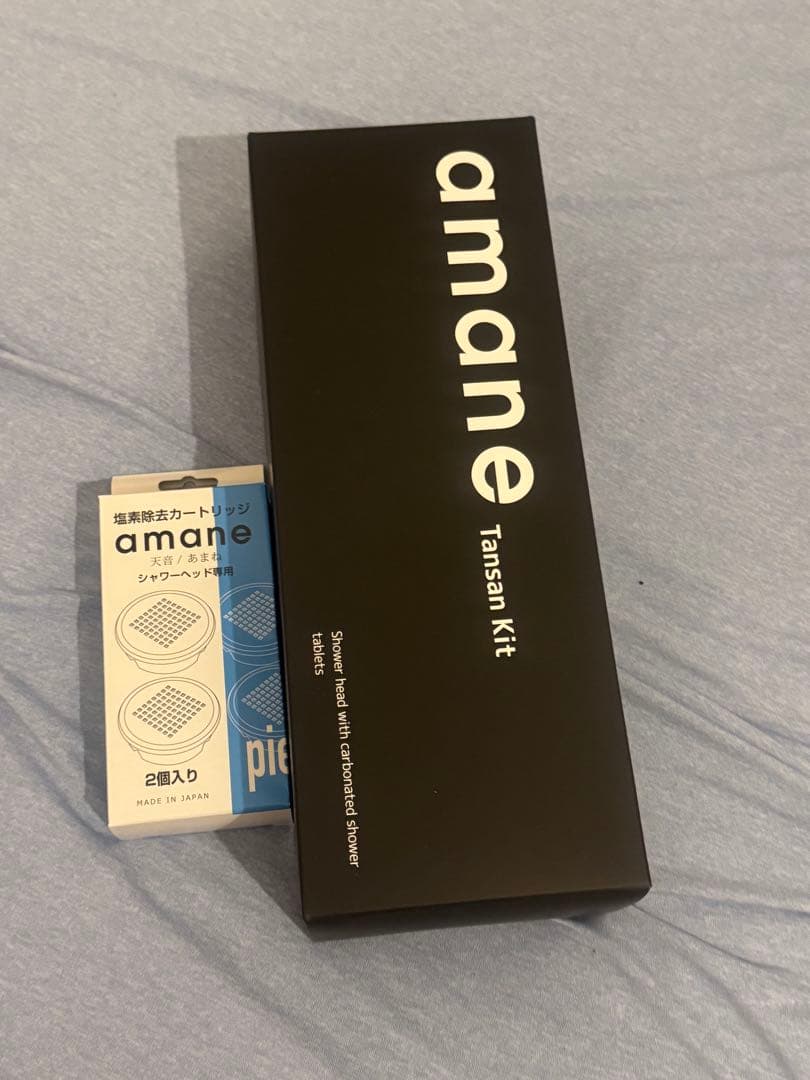 塩素除去カートリッジ
amane
天音 / あまね
シャワーヘッド専用
2個入り
MADE IN JAPAN
amane Tansan Kit
Shower head with carbonated shower
tablets